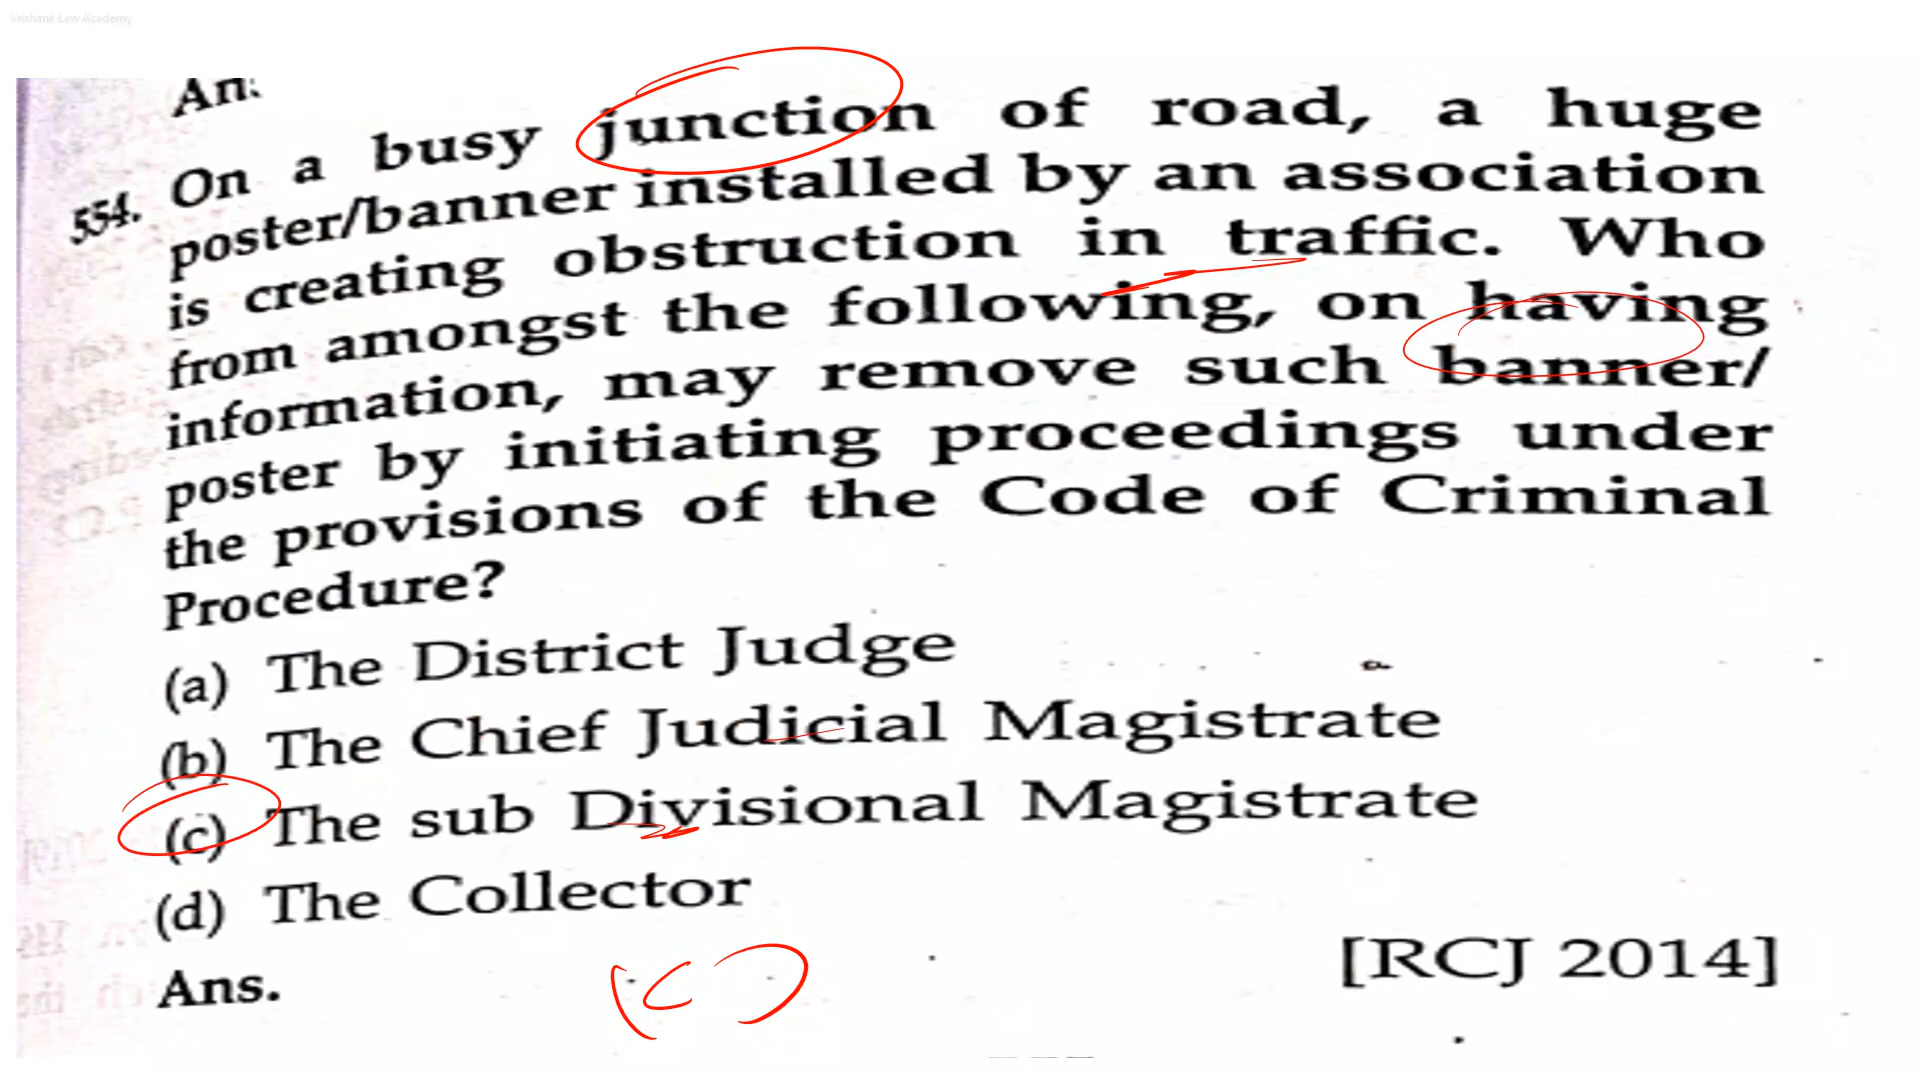 Vrishank Law Academy
An.
554. On a busy junction of road, a huge
poster/banner installed by an association
is creating obstruction in traffic. Who
from amongst the following, on having
information, may remove such banner/
poster by initiating proceedings under
the provisions of the Code of Criminal
Procedure?
(a) The District Judge
(b) The Chief Judicial Magistrate
(c) The sub Divisional Magistrate
(d) The Collector
[RCJ 2014]
Ans. (c)